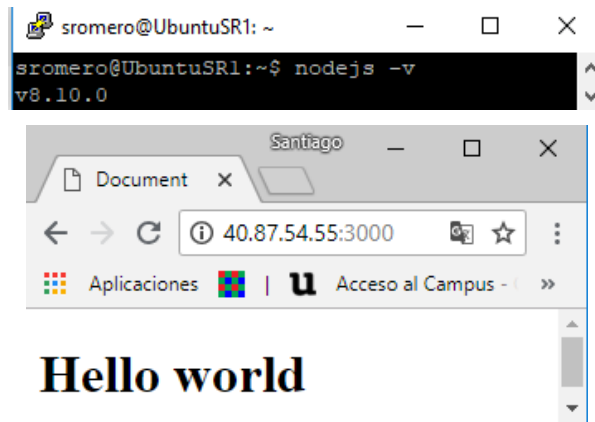 sromero@UbuntuSR1: ~
sromero@UbuntuSR1:~$ nodejs -v
v8.10.0
Santiago
Document
40.87.54.55:3000
Aplicaciones | u Acceso al Campus -
Hello world